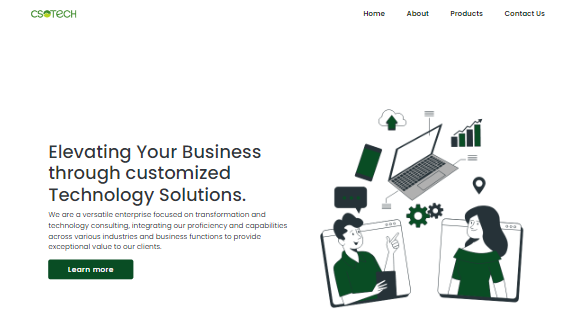 CSOTECH
Home About Products Contact Us
Elevating Your Business
through customized
Technology Solutions.
We are a versatile enterprise focused on transformation and
technology consulting, integrating our proficiency and capabilities
across various industries and business functions to provide
exceptional value to our clients.
Learn more